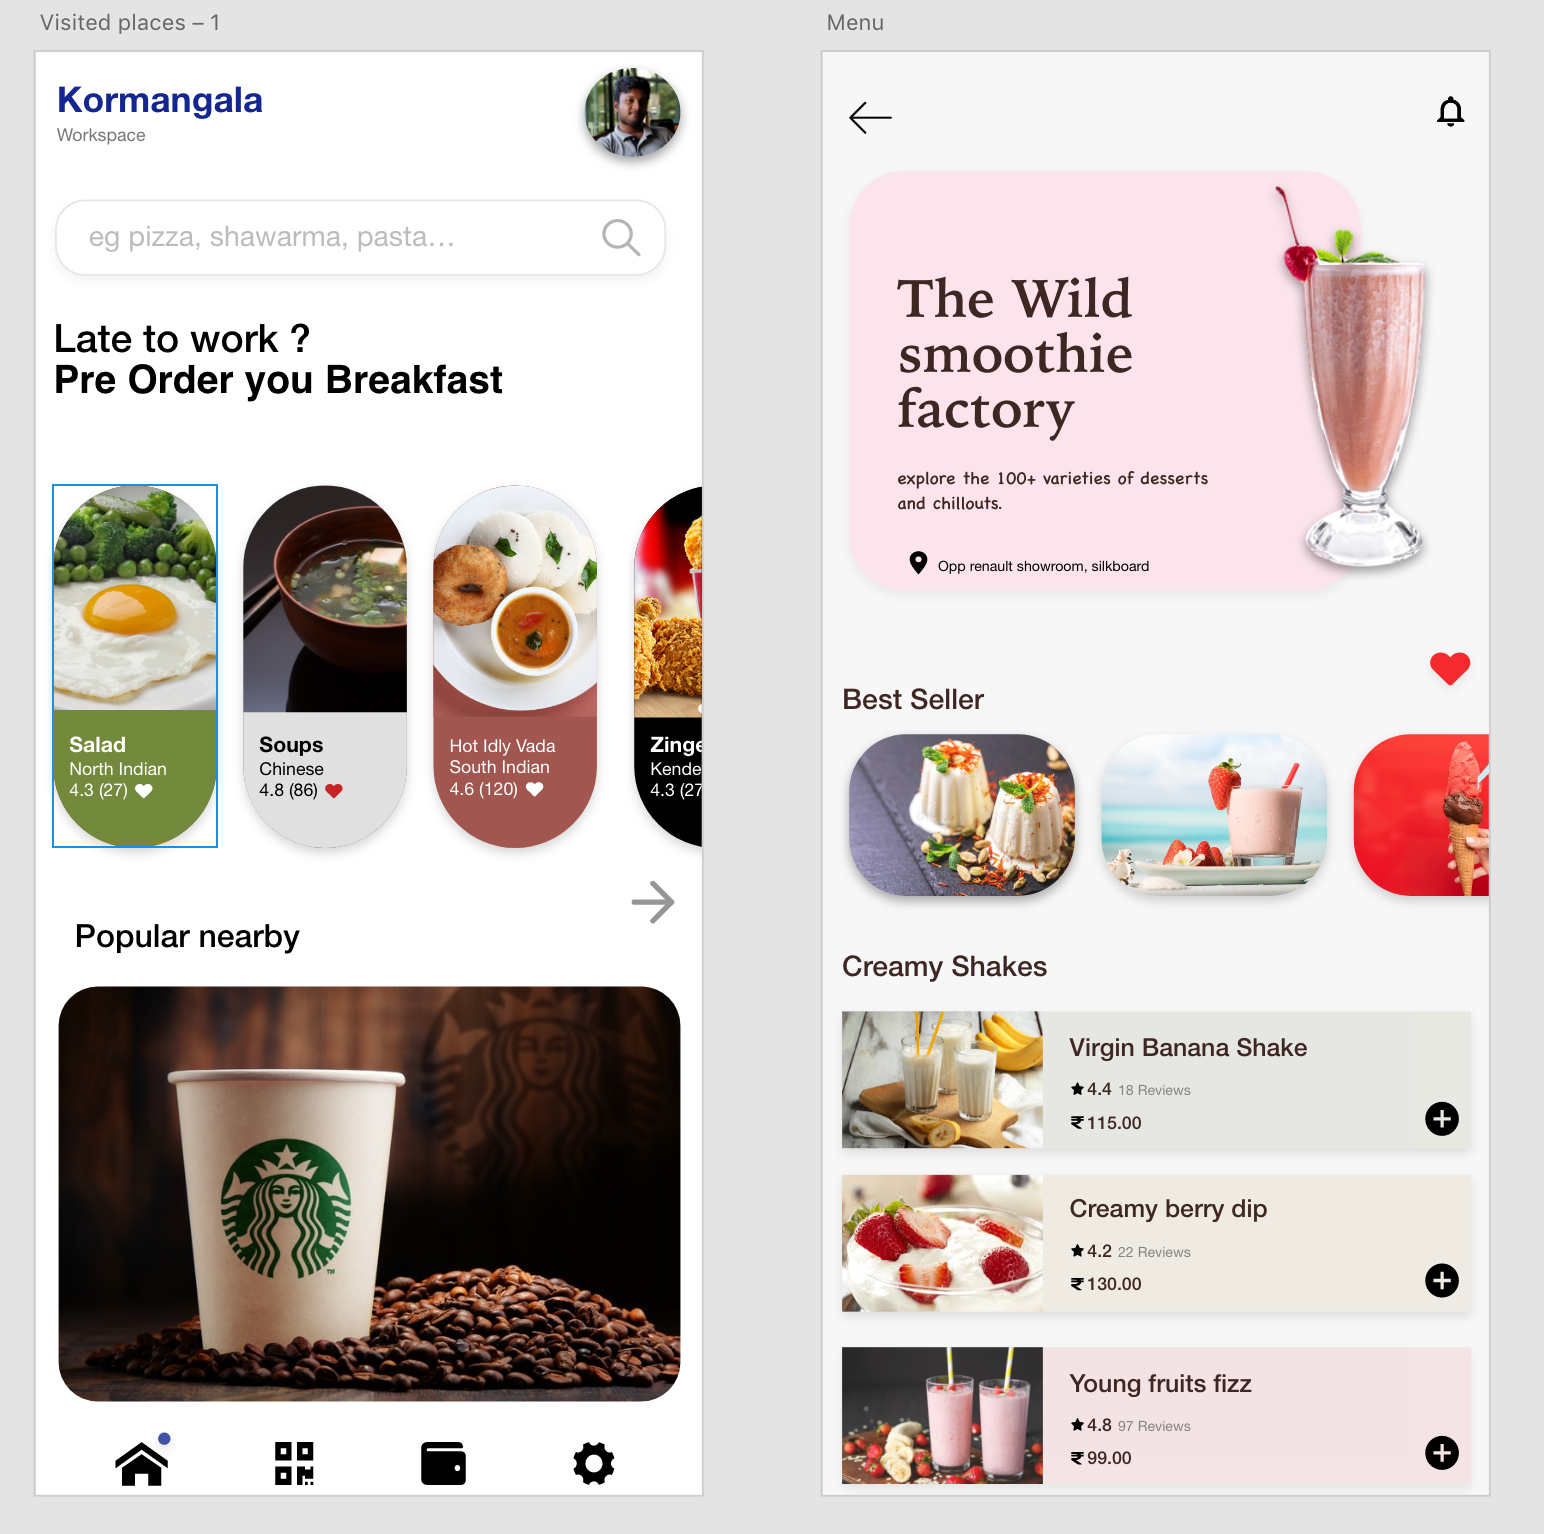 Visited places – 1
Kormangala
Workspace
eg pizza, shawarma, pasta...
Late to work ?
Pre Order you Breakfast
Salad
North Indian
4.3 (27)
Soups
Chinese
4.8 (86)
Hot Idly Vada
South Indian
4.6 (120)
Zinge
Kende
4.3 (27
Popular nearby
TM
Menu
The Wild
smoothie
factory
explore the 100+ varieties of desserts
and chillouts.
Opp renault showroom, silkboard
Best Seller
Creamy Shakes
Virgin Banana Shake
4.4 18 Reviews
₹115.00
Creamy berry dip
4.2 22 Reviews
₹130.00
Young fruits fizz
4.8 97 Reviews
₹99.00